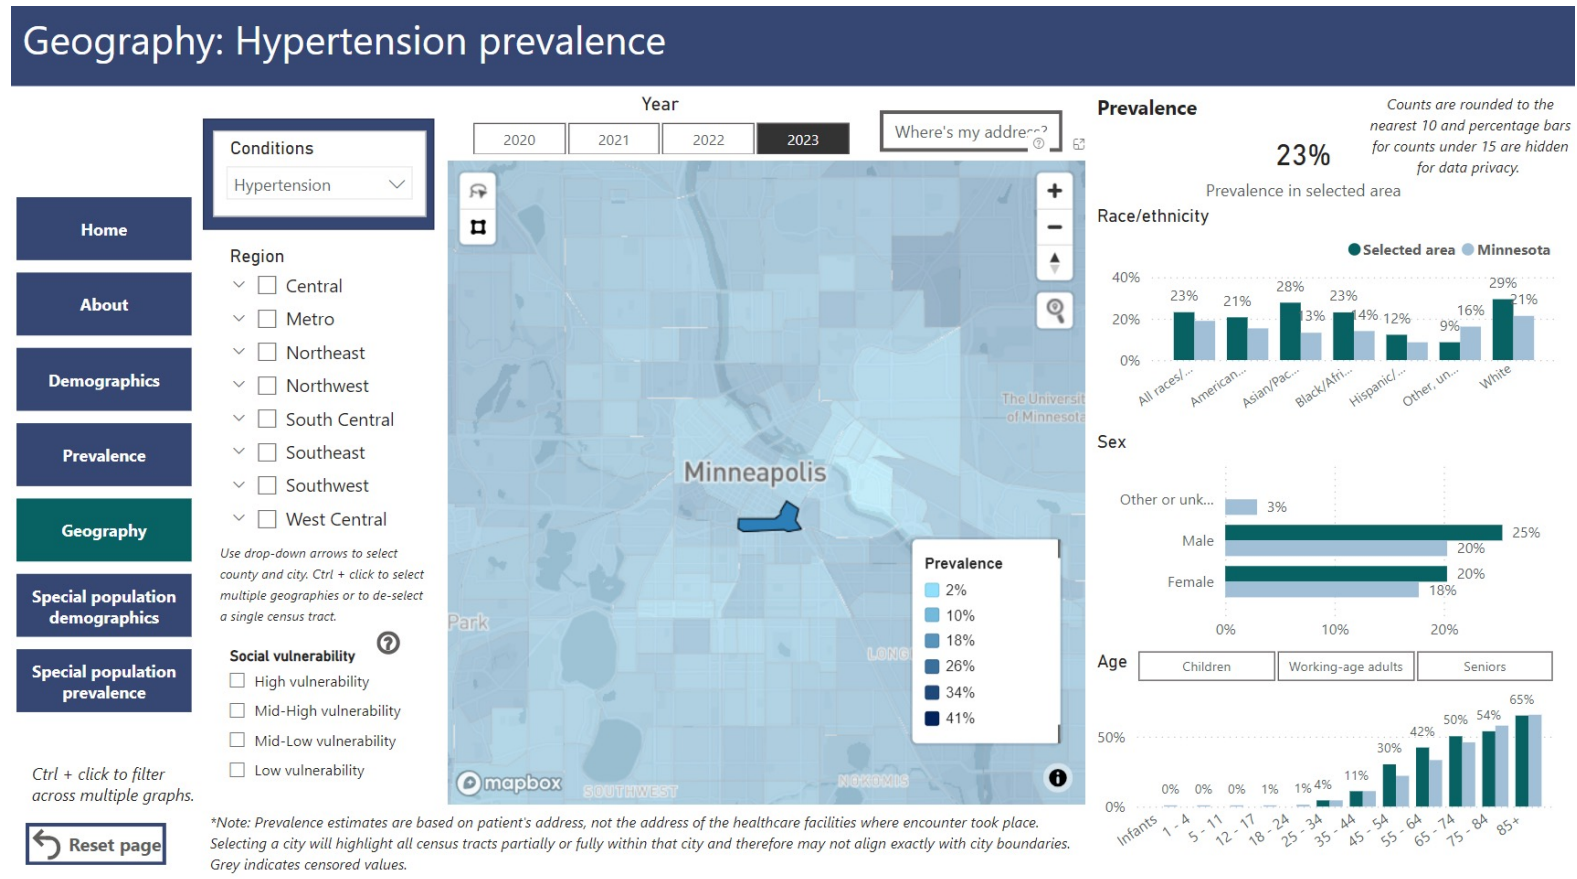 Geography: Hypertension prevalence
Home
About
Demographics
Prevalence
Geography
Special population
demographics
Special population
prevalence
Ctrl + click to filter
across multiple graphs.
Reset page
Conditions
Hypertension
Region
Central
Metro
Northeast
Northwest
South Central
Southeast
Southwest
West Central
Use drop-down arrows to select
county and city. Ctrl + click to select
multiple geographies or to de-select
a single census tract.
Social vulnerability
High vulnerability
Mid-High vulnerability
Mid-Low vulnerability
Low vulnerability
Year
2020 2021 2022 2023
Where's my address?
The Universit
of Minnesota
Minneapolis
Park
LONG
NOKOMIS
SOUTHWEST
mapbox
Prevalence
2%
10%
18%
26%
34%
41%
*Note: Prevalence estimates are based on patient's address, not the address of the healthcare facilities where encounter took place.
Selecting a city will highlight all census tracts partially or fully within that city and therefore may not align exactly with city boundaries.
Grey indicates censored values.
Prevalence
Counts are rounded to the
nearest 10 and percentage bars
for counts under 15 are hidden
for data privacy.
23%
Prevalence in selected area
Race/ethnicity
Selected area Minnesota
40%
20%
0%
23% 21% 28% 13% 23% 14% 12% 9% 16% 29% 21%
All races/... American... Asian/Pac... Black/Afri... Hispanic/... Other, un... White
Sex
Other or unk... 3%
Male 25%
20%
Female 20%
18%
0% 10% 20%
Age
Children Working-age adults Seniors
50%
0%
0% 0% 0% 1% 1% 4% 11% 30% 42% 50% 54% 65%
Infants 1 - 4 5 - 11 12 - 17 18 - 24 25 - 34 35 - 44 45 - 54 55 - 64 65 - 74 75 - 84 85+